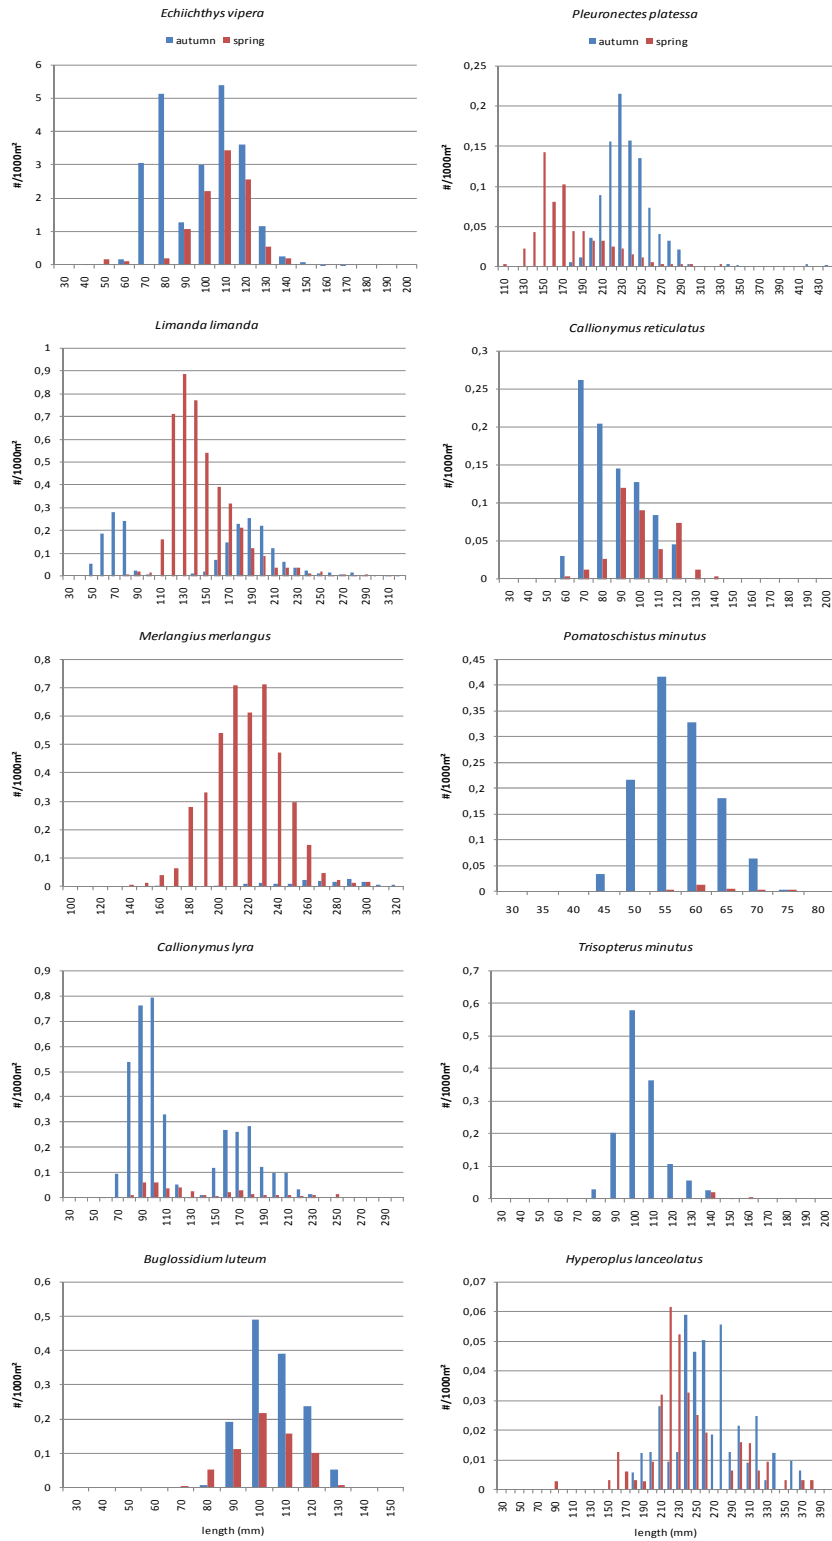 Echiichthys vipera
autumn spring
#/1000m²
6
5
4
3
2
1
0
30 40 50 60 70 80 90 100 110 120 130 140 150 160 170 180 190 200
Pleuronectes platessa
autumn spring
#/1000m²
0,25
0,2
0,15
0,1
0,05
0
110 130 150 170 190 210 230 250 270 290 310 330 350 370 390 410 430
Limanda limanda
#/1000m²
1
0,9
0,8
0,7
0,6
0,5
0,4
0,3
0,2
0,1
0
30 50 70 90 110 130 150 170 190 210 230 250 270 290 310
Callionymus reticulatus
#/1000m²
0,3
0,25
0,2
0,15
0,1
0,05
0
30 40 50 60 70 80 90 100 110 120 130 140 150 160 170 180 190 200
Merlangius merlangus
#/1000m²
0,8
0,7
0,6
0,5
0,4
0,3
0,2
0,1
0
100 120 140 160 180 200 220 240 260 280 300 320
Pomatoschistus minutus
#/1000m²
0,45
0,4
0,35
0,3
0,25
0,2
0,15
0,1
0,05
0
30 35 40 45 50 55 60 65 70 75 80
Callionymus lyra
#/1000m²
0,9
0,8
0,7
0,6
0,5
0,4
0,3
0,2
0,1
0
30 50 70 90 110 130 150 170 190 210 230 250 270 290
Trisopterus minutus
#/1000m²
0,7
0,6
0,5
0,4
0,3
0,2
0,1
0
30 40 50 60 70 80 90 100 110 120 130 140 150 160 170 180 190 200
Buglossidium luteum
#/1000m²
0,6
0,5
0,4
0,3
0,2
0,1
0
30 40 50 60 70 80 90 100 110 120 130 140 150
length (mm)
Hyperoplus lanceolatus
#/1000m²
0,07
0,06
0,05
0,04
0,03
0,02
0,01
0
30 50 70 90 110 130 150 170 190 210 230 250 270 290 310 330 350 370 390
length (mm)